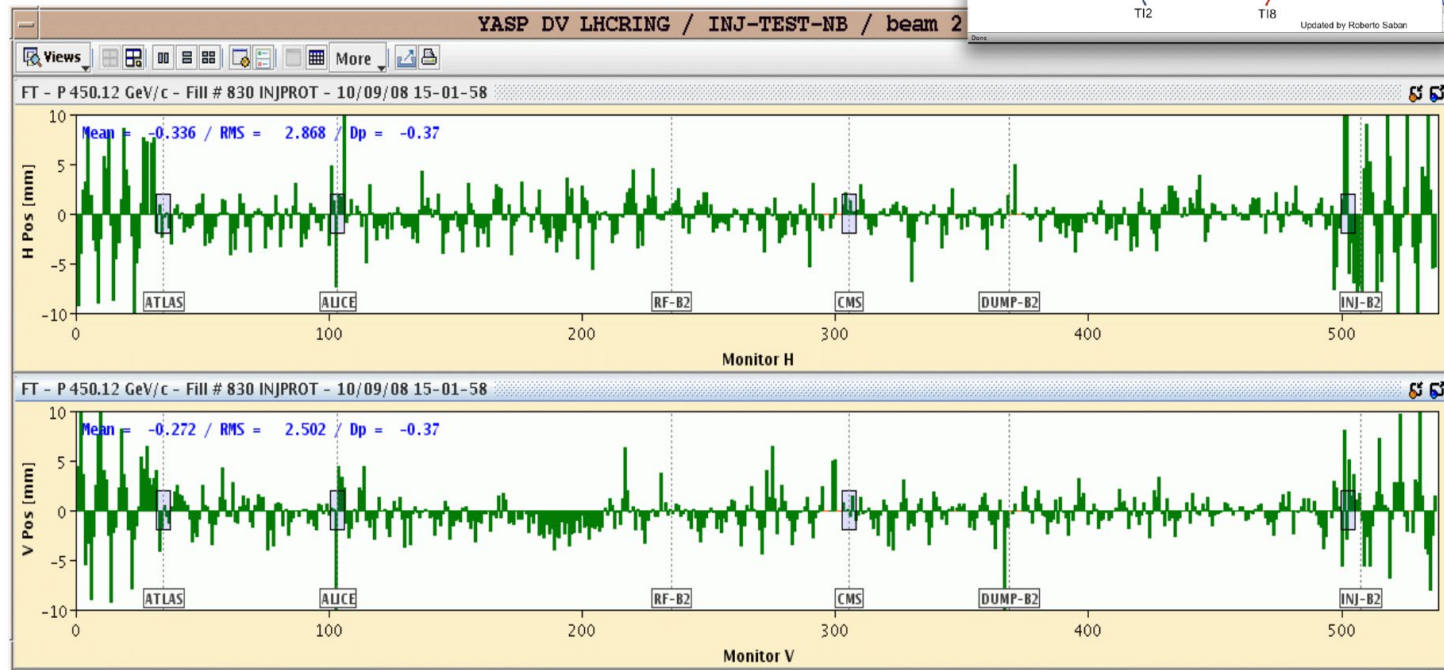 TI2 TI8
Updated by Roberto Saban
Done
YASP DV LHCRING / INJ-TEST-NB / beam 2
Views More
FT - P 450.12 GeV/c - Fill # 830 INJPROT - 10/09/08 15-01-58
Mean = -0.336 / RMS = 2.868 / Dp = -0.37
H Pos [mm]
10
5
0
-5
-10
ATLAS ALICE RF-B2 CMS DUMP-B2 INJ-B2
0 100 200 300 400 500
Monitor H
FT - P 450.12 GeV/c - Fill # 830 INJPROT - 10/09/08 15-01-58
Mean = -0.272 / RMS = 2.502 / Dp = -0.37
V Pos [mm]
10
5
0
-5
-10
ATLAS ALICE RF-B2 CMS DUMP-B2 INJ-B2
0 100 200 300 400 500
Monitor V